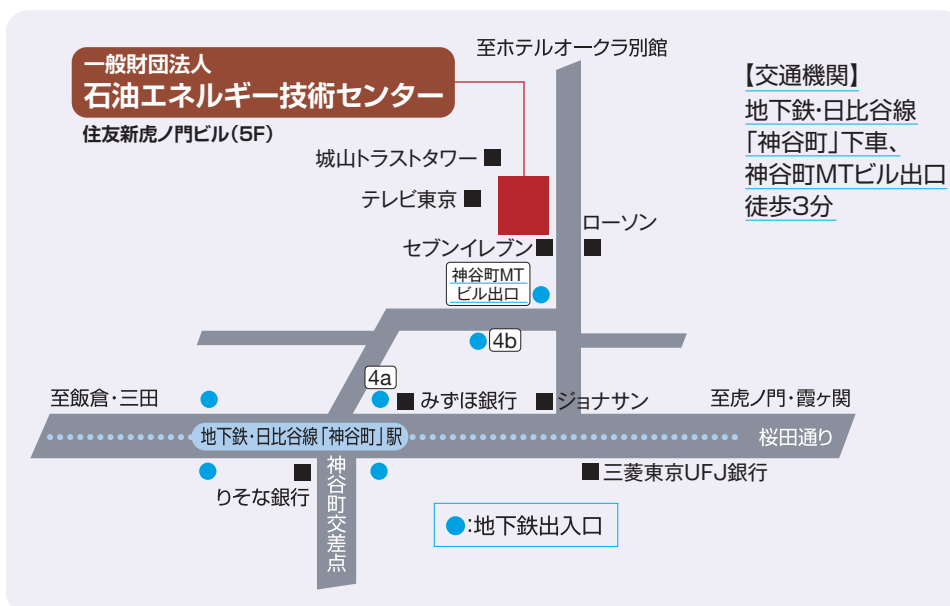 至ホテルオークラ別館
一般財団法人
石油エネルギー技術センター
住友新虎ノ門ビル(5F)
【交通機関】
地下鉄・日比谷線
「神谷町」下車、
神谷町MTビル出口
徒歩3分
城山トラストタワー
テレビ東京
ローソン
セブンイレブン
神谷町MT
ビル出口
4b
4a
至飯倉・三田
みずほ銀行
ジョナサン
至虎ノ門・霞ヶ関
地下鉄・日比谷線「神谷町」駅
桜田通り
りそな銀行
神谷町交差点
三菱東京UFJ銀行
:地下鉄出入口